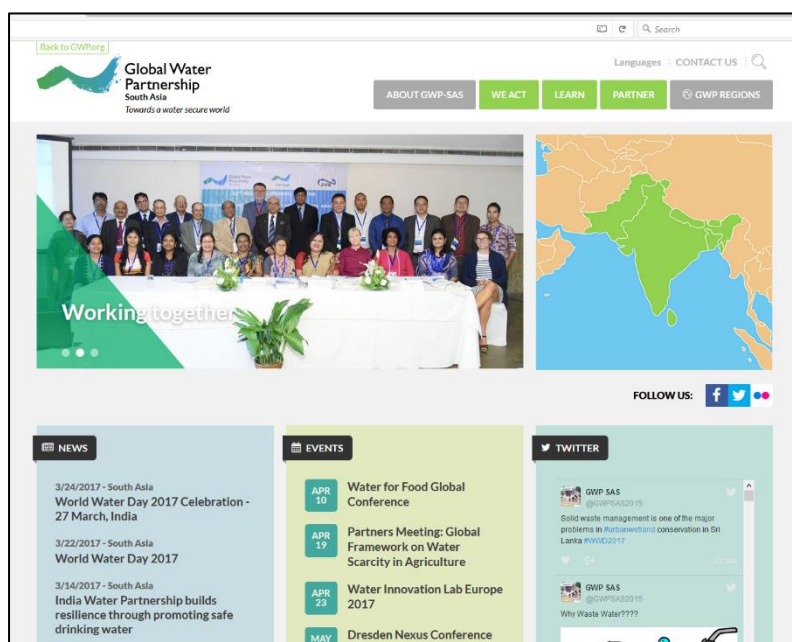 Search
Back to GWP.org
Languages
CONTACT US
Global Water
Partnership
South Asia
Towards a water secure world
ABOUT GWP-SAS
WE ACT
LEARN
PARTNER
GWP REGIONS
Working together
FOLLOW US:
NEWS
3/24/2017 - South Asia
World Water Day 2017 Celebration -
27 March, India
3/22/2017 - South Asia
World Water Day 2017
3/14/2017 - South Asia
India Water Partnership builds
resilience through promoting safe
drinking water
EVENTS
APR
10
Water for Food Global
Conference
APR
19
Partners Meeting: Global
Framework on Water
Scarcity in Agriculture
APR
23
Water Innovation Lab Europe
2017
MAY
Dresden Nexus Conference
TWITTER
GWP SAS
@GWPSAS2015
Solid waste management is one of the major
problems in #urbanwetland conservation in Sri
Lanka #WWD2017
GWP SAS
@GWPSAS2015
Why Waste Water????